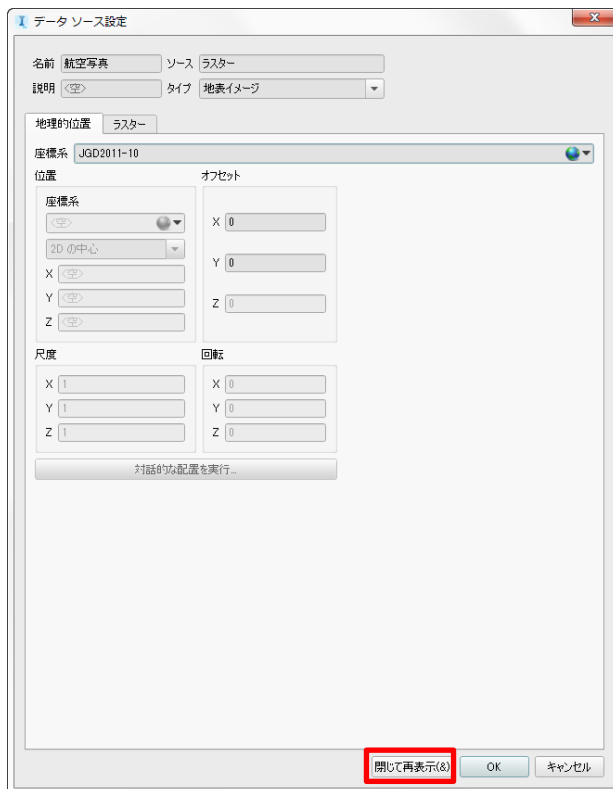 データ ソース設定
名前 航空写真 ソース ラスター
説明 <空> タイプ 地表イメージ
地理的位置 ラスター
座標系 JGD2011-10
位置 オフセット
座標系
<空> X 0
2D の中心
X <空> Y 0
Y <空>
Z <空> Z 0
尺度 回転
X 1 X 0
Y 1 Y 0
Z 1 Z 0
対話的な配置を実行...
閉じて再表示(&) OK キャンセル